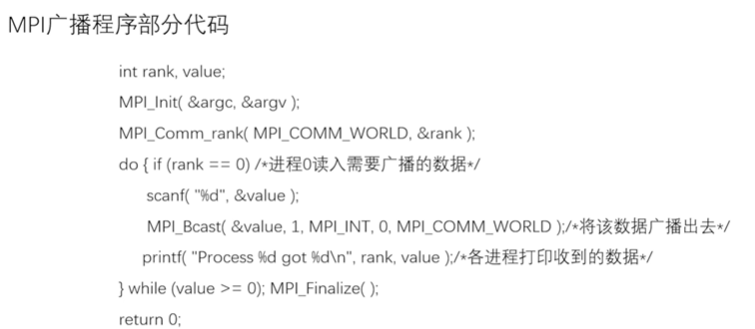 MPI广播程序部分代码
int rank, value;
MPI_Init( &argc, &argv );
MPI_Comm_rank( MPI_COMM_WORLD, &rank );
do { if (rank == 0) /*进程0读入需要广播的数据*/
scanf( "%d", &value );
MPI_Bcast( &value, 1, MPI_INT, 0, MPI_COMM_WORLD );/*将该数据广播出去*/
printf( "Process %d got %d\n", rank, value );/*各进程打印收到的数据*/
} while (value >= 0); MPI_Finalize( );
return 0;